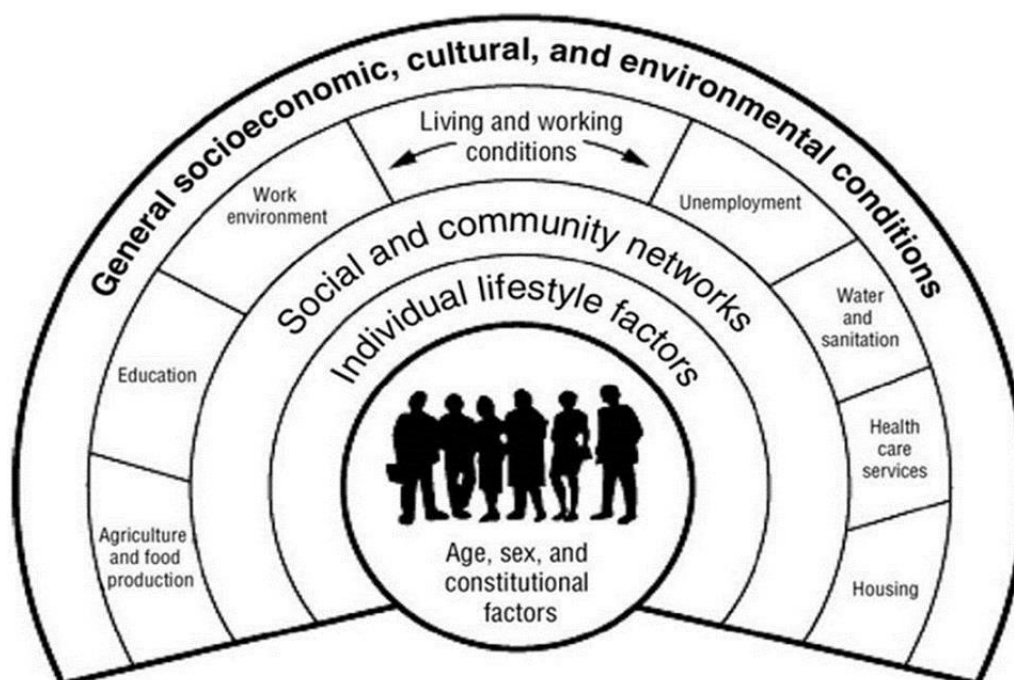 General socioeconomic, cultural, and environmental conditions
Living and working
conditions
Work
environment
Unemployment
Education
Water
and
sanitation
Agriculture
and food
production
Health
care
services
Housing
Social and community networks
Individual lifestyle factors
Age, sex, and
constitutional
factors